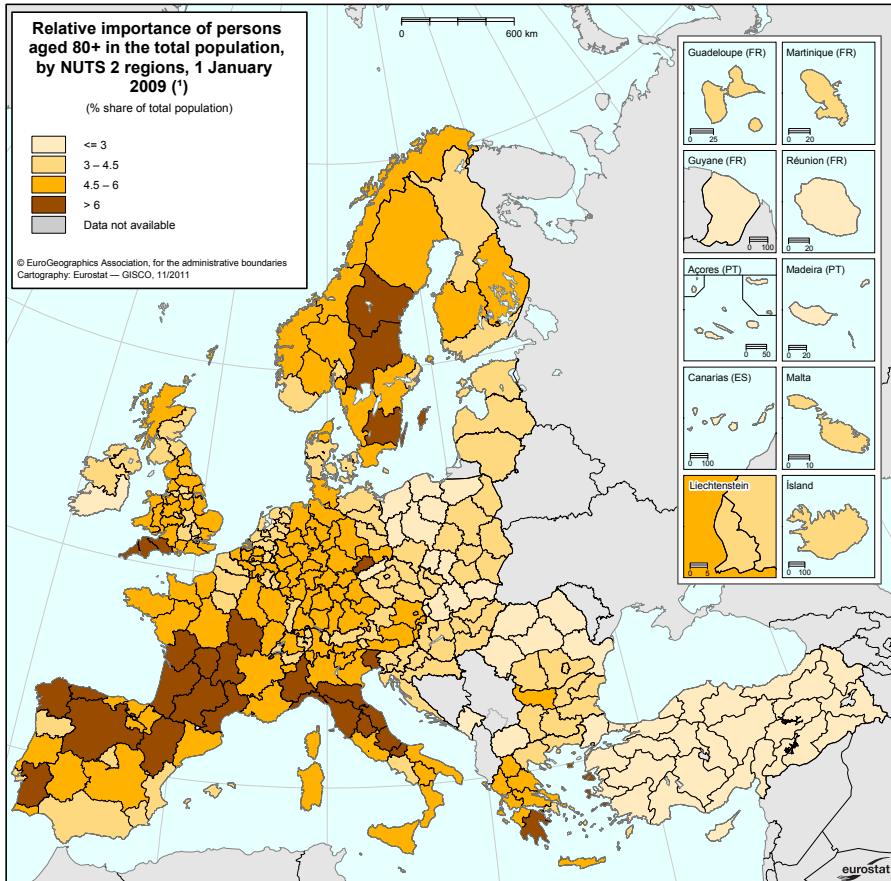 Relative importance of persons
aged 80+ in the total population,
by NUTS 2 regions, 1 January
2009 (¹)
(% share of total population)
<= 3
3 – 4.5
4.5 – 6
> 6
Data not available
© EuroGeographics Association, for the administrative boundaries
Cartography: Eurostat — GISCO, 11/2011
0 600 km
Guadeloupe (FR)
0 25
Martinique (FR)
0 20
Guyane (FR)
0 100
Réunion (FR)
0 20
Açores (PT)
0 50
Madeira (PT)
0 20
Canarias (ES)
0 100
Malta
0 10
Liechtenstein
0 5
Ísland
0 100
eurostat